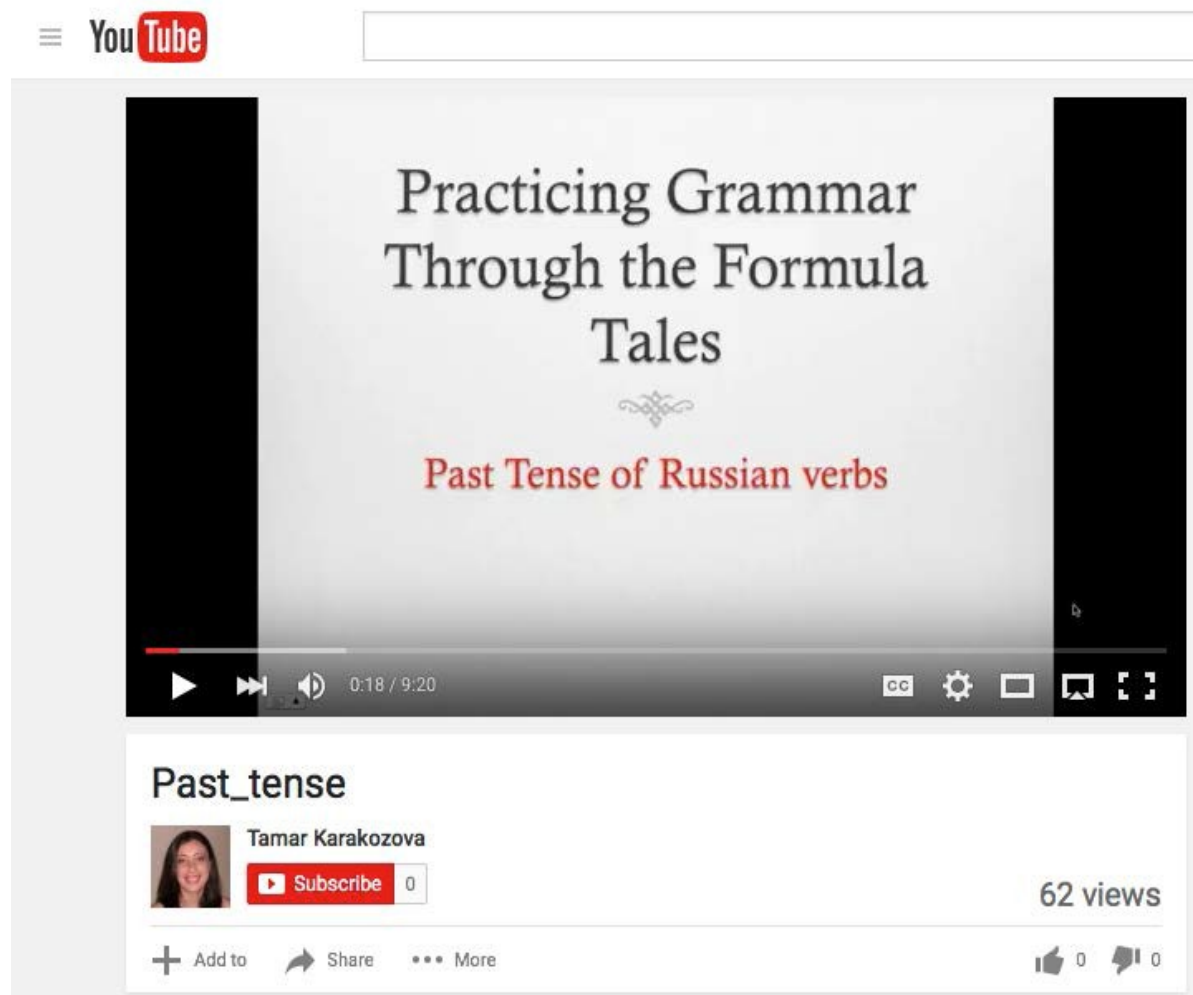 YouTube
Practicing Grammar
Through the Formula
Tales
Past Tense of Russian verbs
0:18 / 9:20
CC
Past_tense
Tamar Karakozova
Subscribe 0
62 views
Add to Share More 0 0